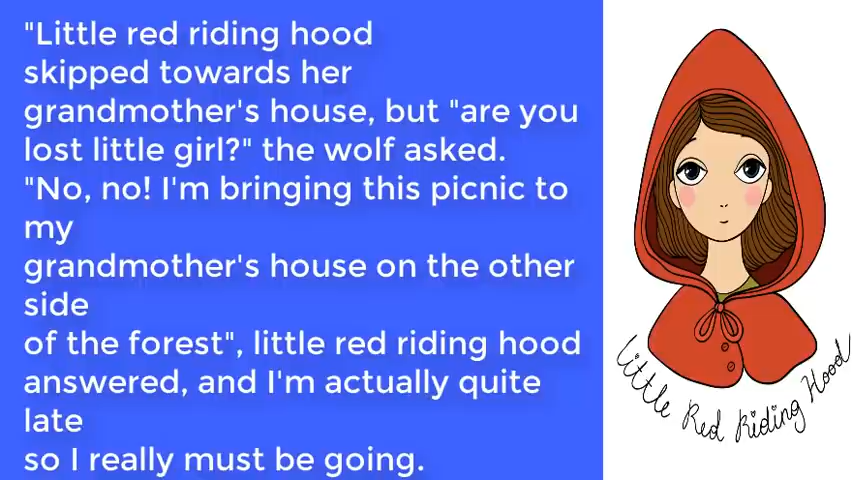 "Little red riding hood
skipped towards her
grandmother's house, but "are you
lost little girl?" the wolf asked.
"No, no! I'm bringing this picnic to
my
grandmother's house on the other
side
of the forest", little red riding hood
answered, and I'm actually quite
late
so I really must be going.
Little Red Riding Hood